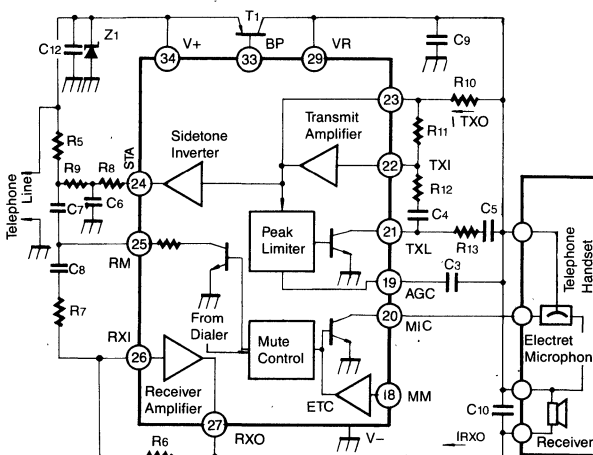 T1
C12
Z1
V+
BP
VR
C9
34
33
29
23
R10
ITXO
Transmit
Amplifier
R11
R5
Sidetone
Inverter
STA
22
TXI
R9
R8
24
R12
Telephone
Line
C7
C6
C4
C5
25
RM
Peak
Limiter
21
TXL
R13
C8
19
AGC
C3
Telephone
Handset
R7
From
Dialer
20
MIC
RXI
26
Mute
Control
Electret
Microphon
Receiver
Amplifier
ETC
18
MM
C10
27
RXO
V−
IRXO
Receiver
R6